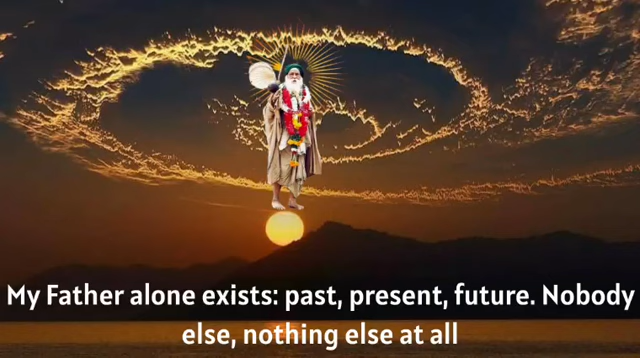 My Father alone exists: past, present, future. Nobody
else, nothing else at all